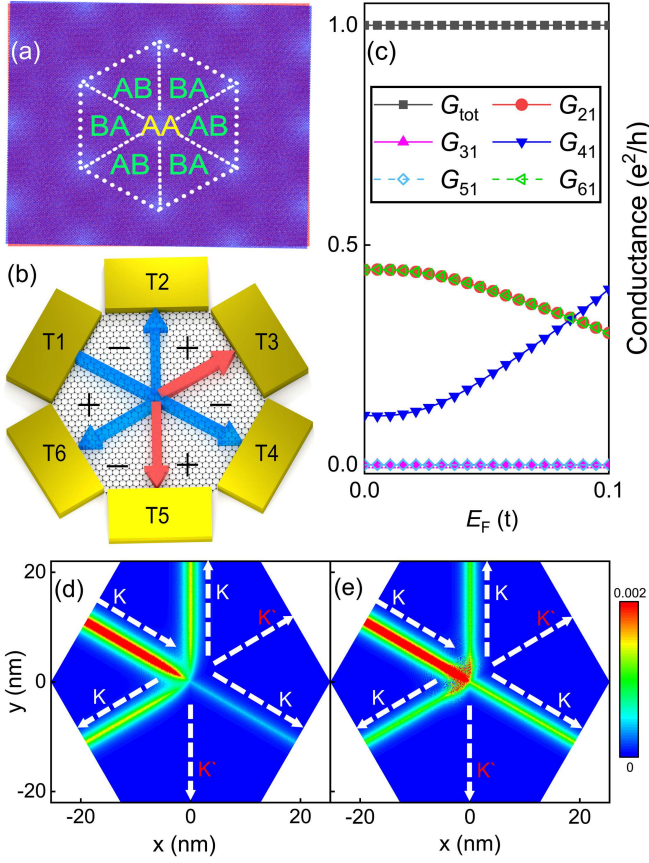 (a)
AB BA
BA AA AB
AB BA
(b)
T2
T1
T3
T6
T4
T5
− +
+ −
− +
(c)
1.0
0.5
0.0
G_tot G_21
G_31 G_41
G_51 G_61
Conductance (e²/h)
0.0 0.1
E_F (t)
(d)
K
K
K`
K
K
K`
20
0
-20
y (nm)
-20 0 20
x (nm)
(e)
K
K
K`
K
K
K`
-20 0 20
x (nm)
0.002
0